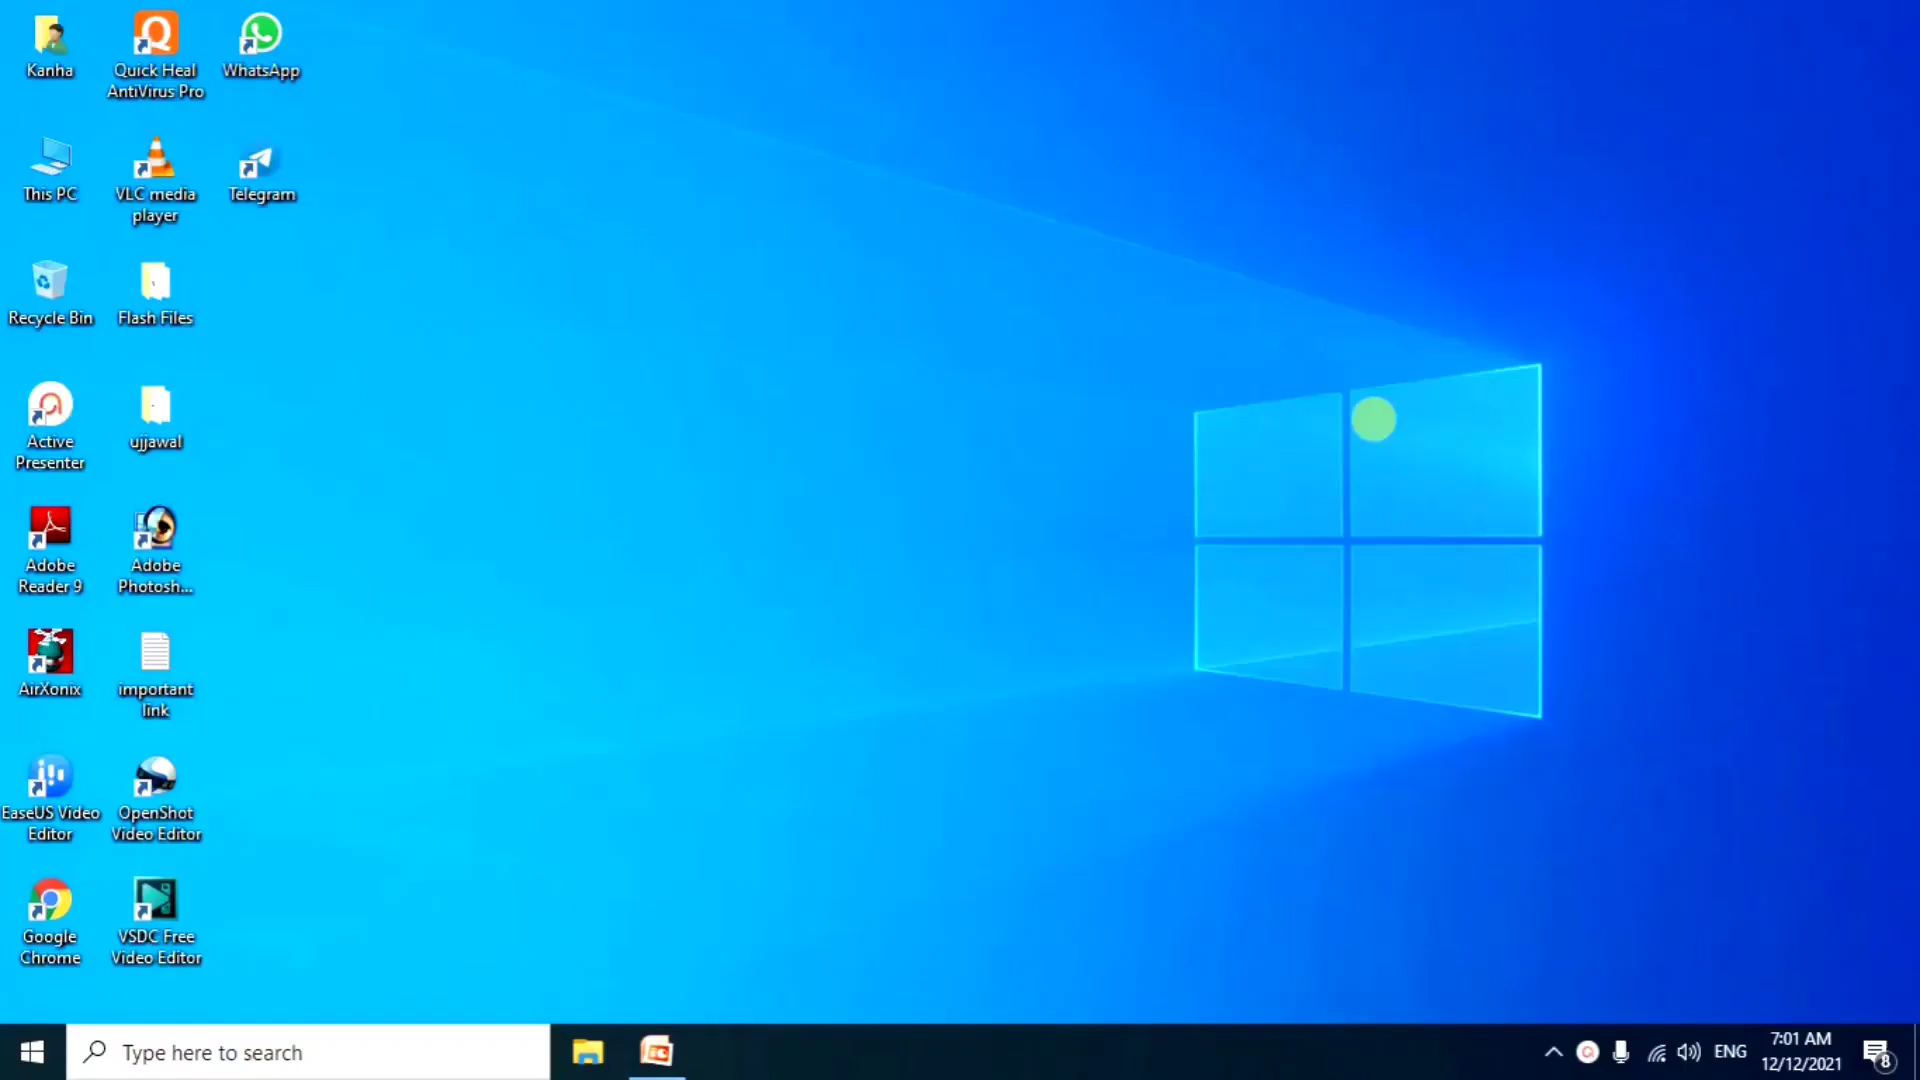 Kanha
Quick Heal
AntiVirus Pro
WhatsApp
This PC
VLC media
player
Telegram
Recycle Bin
Flash Files
Active
Presenter
ujjawal
Adobe
Reader 9
Adobe
Photosh...
AirXonix
important
link
EaseUS Video
Editor
OpenShot
Video Editor
Google
Chrome
VSDC Free
Video Editor
Type here to search
ENG
7:01 AM
12/12/2021
8